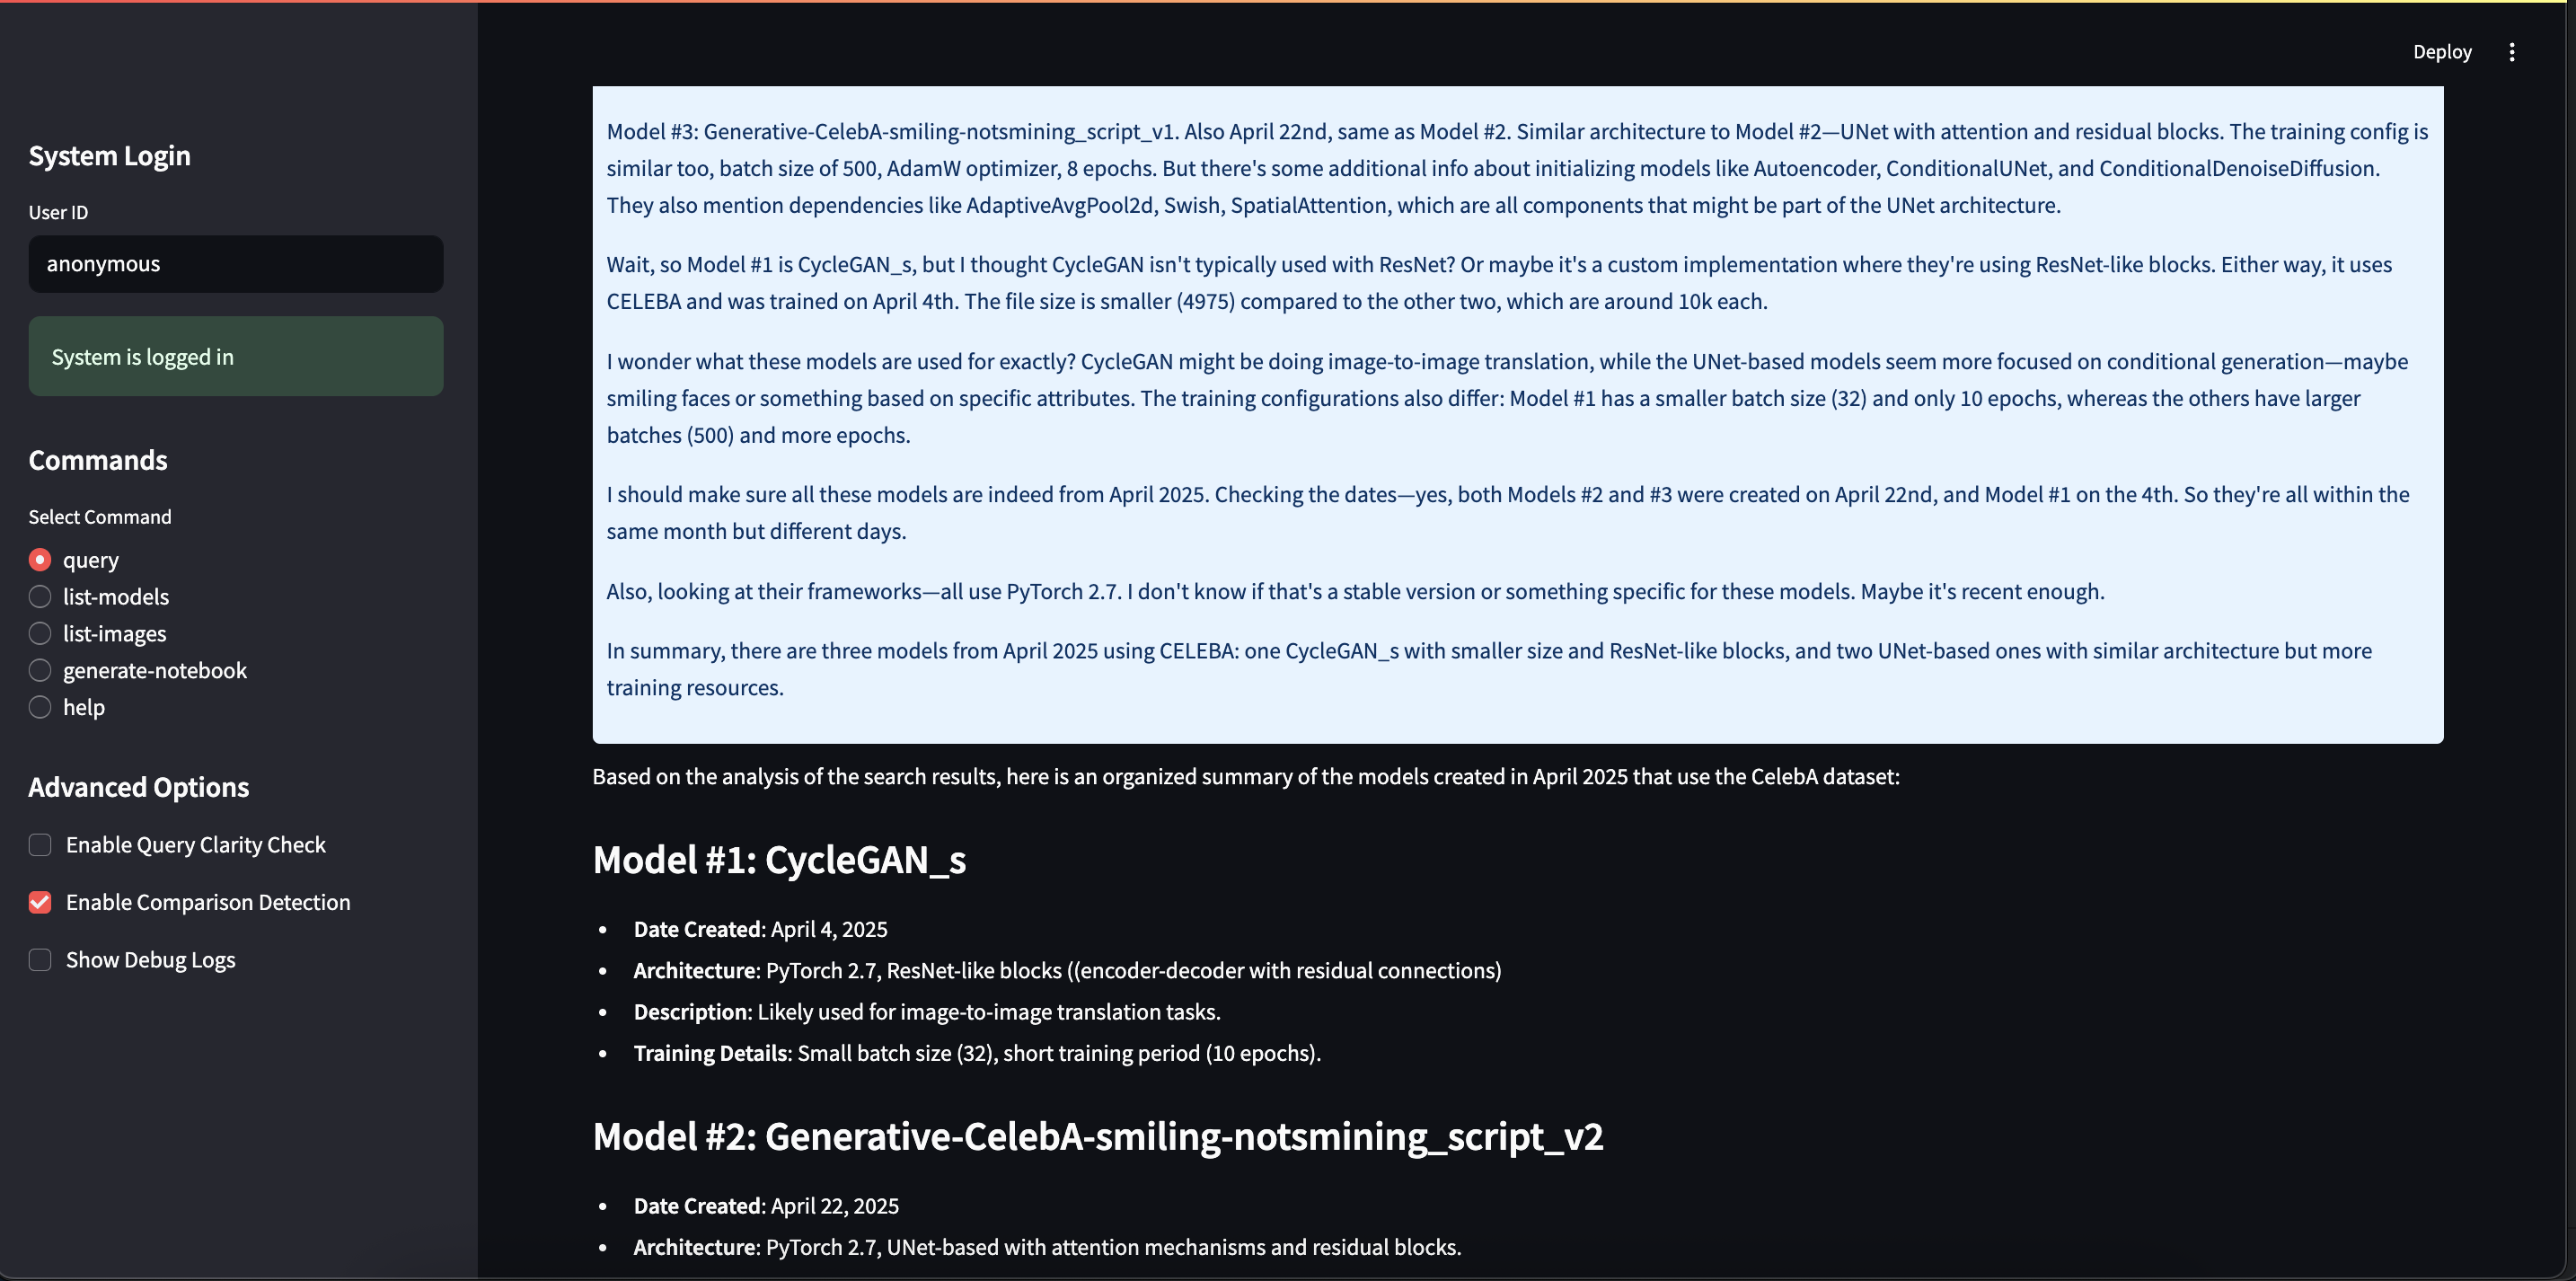 Deploy
System Login
User ID
anonymous
System is logged in
Commands
Select Command
query
list-models
list-images
generate-notebook
help
Advanced Options
Enable Query Clarity Check
Enable Comparison Detection
Show Debug Logs
Model #3: Generative-CelebA-smiling-notsmining_script_v1. Also April 22nd, same as Model #2. Similar architecture to Model #2—UNet with attention and residual blocks. The training config is
similar too, batch size of 500, AdamW optimizer, 8 epochs. But there's some additional info about initializing models like Autoencoder, ConditionalUNet, and ConditionalDenoiseDiffusion.
They also mention dependencies like AdaptiveAvgPool2d, Swish, SpatialAttention, which are all components that might be part of the UNet architecture.
Wait, so Model #1 is CycleGAN_s, but I thought CycleGAN isn't typically used with ResNet? Or maybe it's a custom implementation where they're using ResNet-like blocks. Either way, it uses
CELEBA and was trained on April 4th. The file size is smaller (4975) compared to the other two, which are around 10k each.
I wonder what these models are used for exactly? CycleGAN might be doing image-to-image translation, while the UNet-based models seem more focused on conditional generation—maybe
smiling faces or something based on specific attributes. The training configurations also differ: Model #1 has a smaller batch size (32) and only 10 epochs, whereas the others have larger
batches (500) and more epochs.
I should make sure all these models are indeed from April 2025. Checking the dates—yes, both Models #2 and #3 were created on April 22nd, and Model #1 on the 4th. So they're all within the
same month but different days.
Also, looking at their frameworks—all use PyTorch 2.7. I don't know if that's a stable version or something specific for these models. Maybe it's recent enough.
In summary, there are three models from April 2025 using CELEBA: one CycleGAN_s with smaller size and ResNet-like blocks, and two UNet-based ones with similar architecture but more
training resources.
Based on the analysis of the search results, here is an organized summary of the models created in April 2025 that use the CelebA dataset:
Model #1: CycleGAN_s
• Date Created: April 4, 2025
• Architecture: PyTorch 2.7, ResNet-like blocks ((encoder-decoder with residual connections)
• Description: Likely used for image-to-image translation tasks.
• Training Details: Small batch size (32), short training period (10 epochs).
Model #2: Generative-CelebA-smiling-notsmining_script_v2
• Date Created: April 22, 2025
• Architecture: PyTorch 2.7, UNet-based with attention mechanisms and residual blocks.